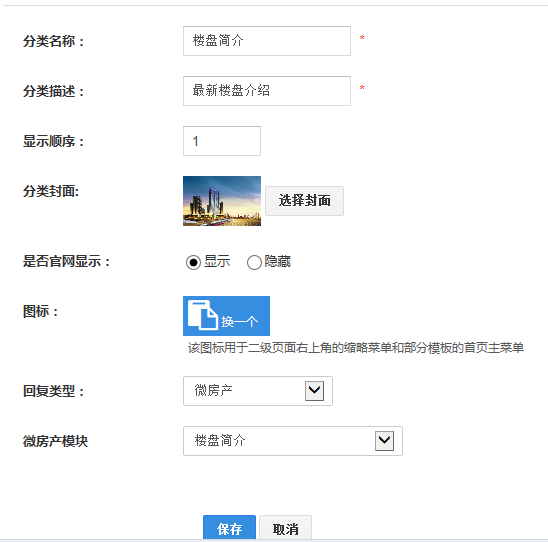 分类名称： 楼盘简介 *
分类描述： 最新楼盘介绍 *
显示顺序： 1
分类封面: 选择封面
是否官网显示： 显示 隐藏
图标： 换一个
该图标用于二级页面右上角的缩略菜单和部分模板的首页主菜单
回复类型： 微房产
微房产模块 楼盘简介
保存 取消